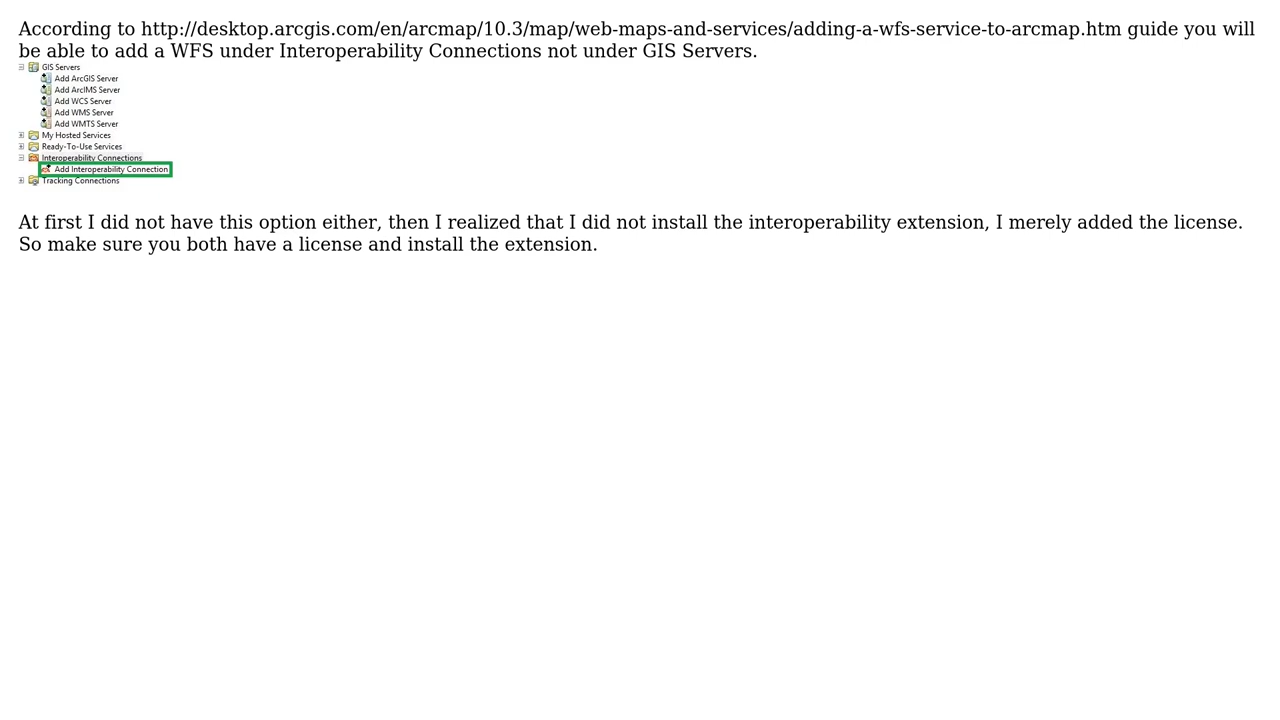 According to http://desktop.arcgis.com/en/arcmap/10.3/map/web-maps-and-services/adding-a-wfs-service-to-arcmap.htm guide you will
be able to add a WFS under Interoperability Connections not under GIS Servers.
GIS Servers
Add ArcGIS Server
Add ArcIMS Server
Add WCS Server
Add WMS Server
Add WMTS Server
My Hosted Services
Ready-To-Use Services
Interoperability Connections
Add Interoperability Connection
Tracking Connections
At first I did not have this option either, then I realized that I did not install the interoperability extension, I merely added the license.
So make sure you both have a license and install the extension.